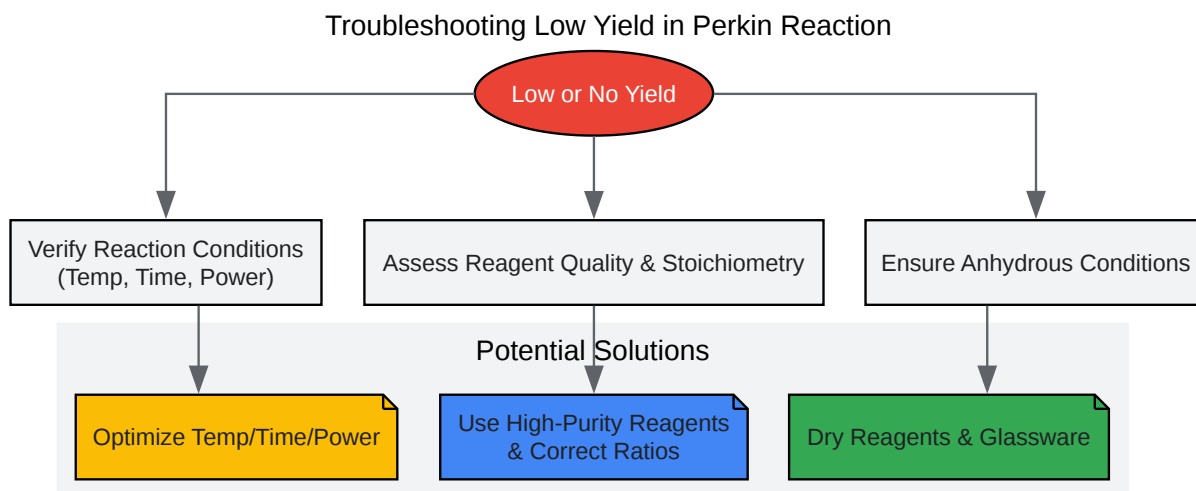 Troubleshooting Low Yield in Perkin Reaction
Low or No Yield
Verify Reaction Conditions
(Temp, Time, Power)
Assess Reagent Quality & Stoichiometry
Ensure Anhydrous Conditions
Potential Solutions
Optimize Temp/Time/Power
Use High-Purity Reagents
& Correct Ratios
Dry Reagents & Glassware